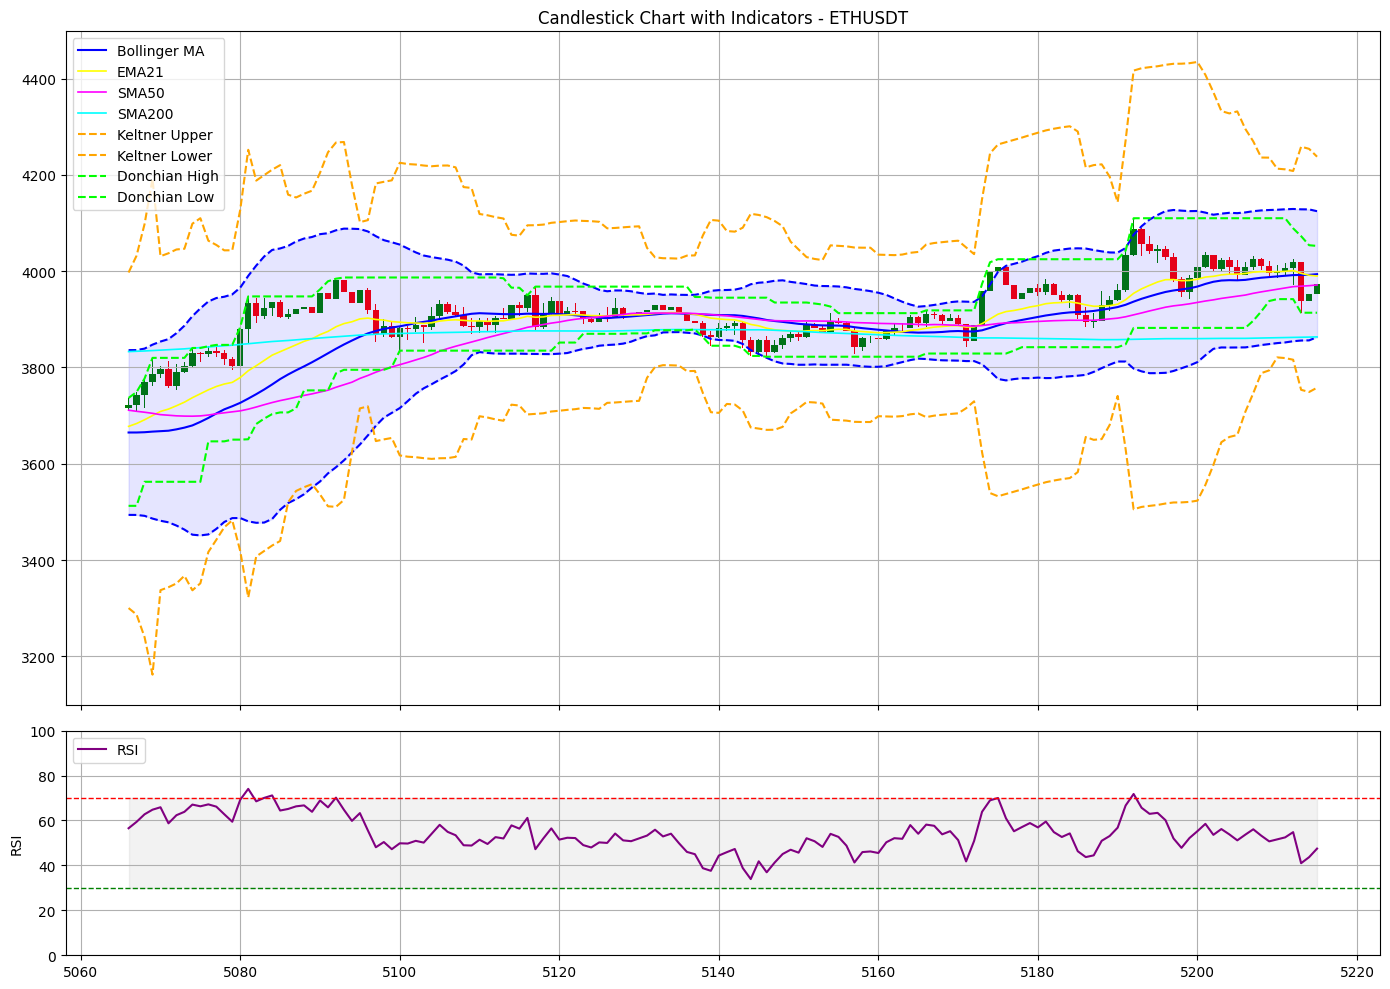 Candlestick Chart with Indicators - ETHUSDT
Bollinger MA
EMA21
SMA50
SMA200
Keltner Upper
Keltner Lower
Donchian High
Donchian Low
4400
4200
4000
3800
3600
3400
3200
RSI
100
80
60
40
20
0
RSI
5060 5080 5100 5120 5140 5160 5180 5200 5220